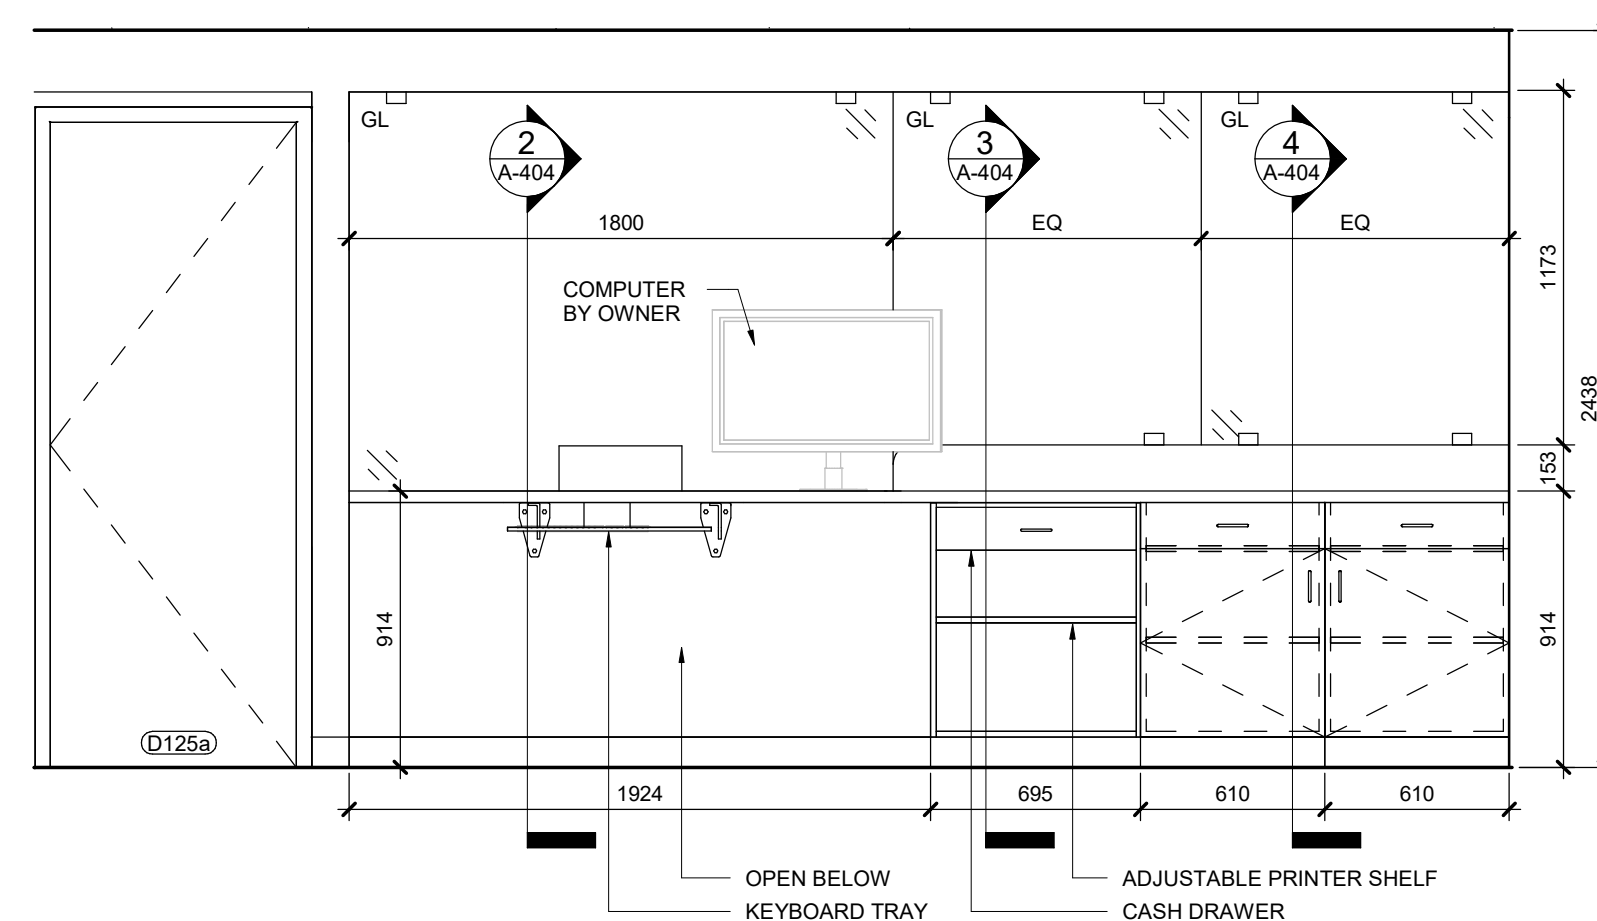 GL
GL
GL
2
A-404
3
A-404
4
A-404
1800
EQ
EQ
1173
COMPUTER
BY OWNER
2438
153
914
914
D125a
1924
695
610
610
OPEN BELOW
ADJUSTABLE PRINTER SHELF
KEYBOARD TRAY
CASH DRAWER